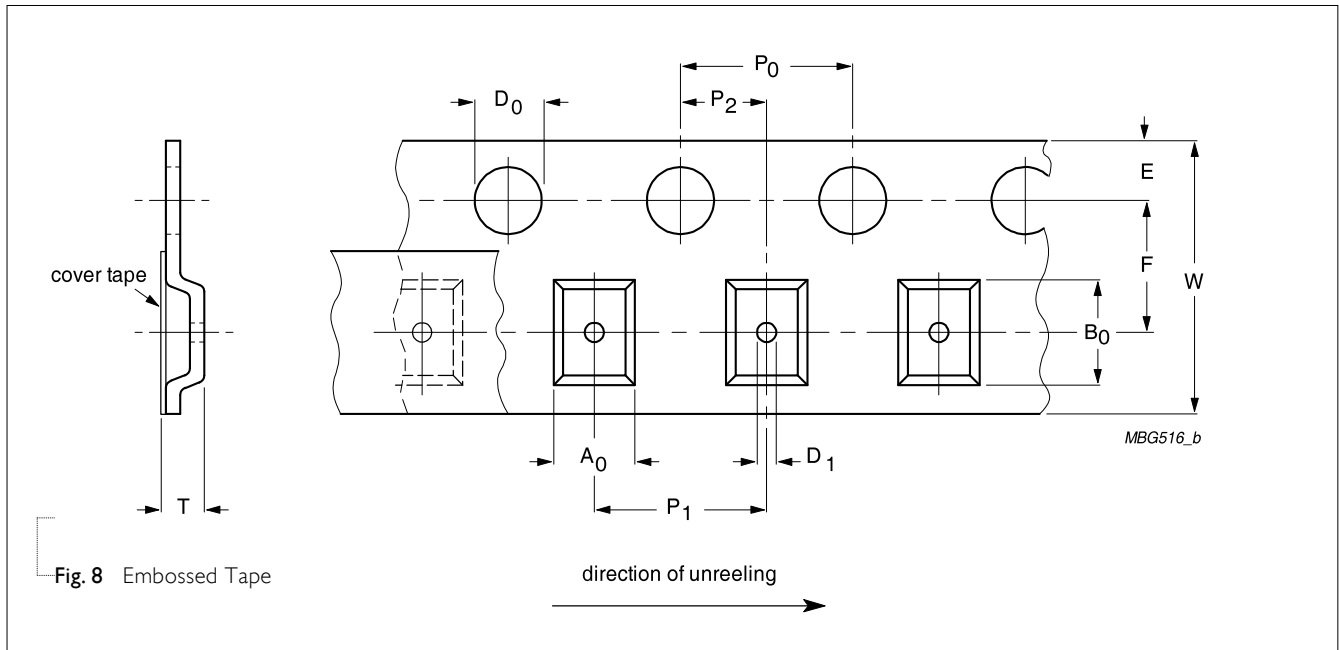 P0
D0
P2
E
cover tape
F
W
B0
MBG516_b
A0
D1
T
P1
Fig. 8 Embossed Tape
direction of unreeling